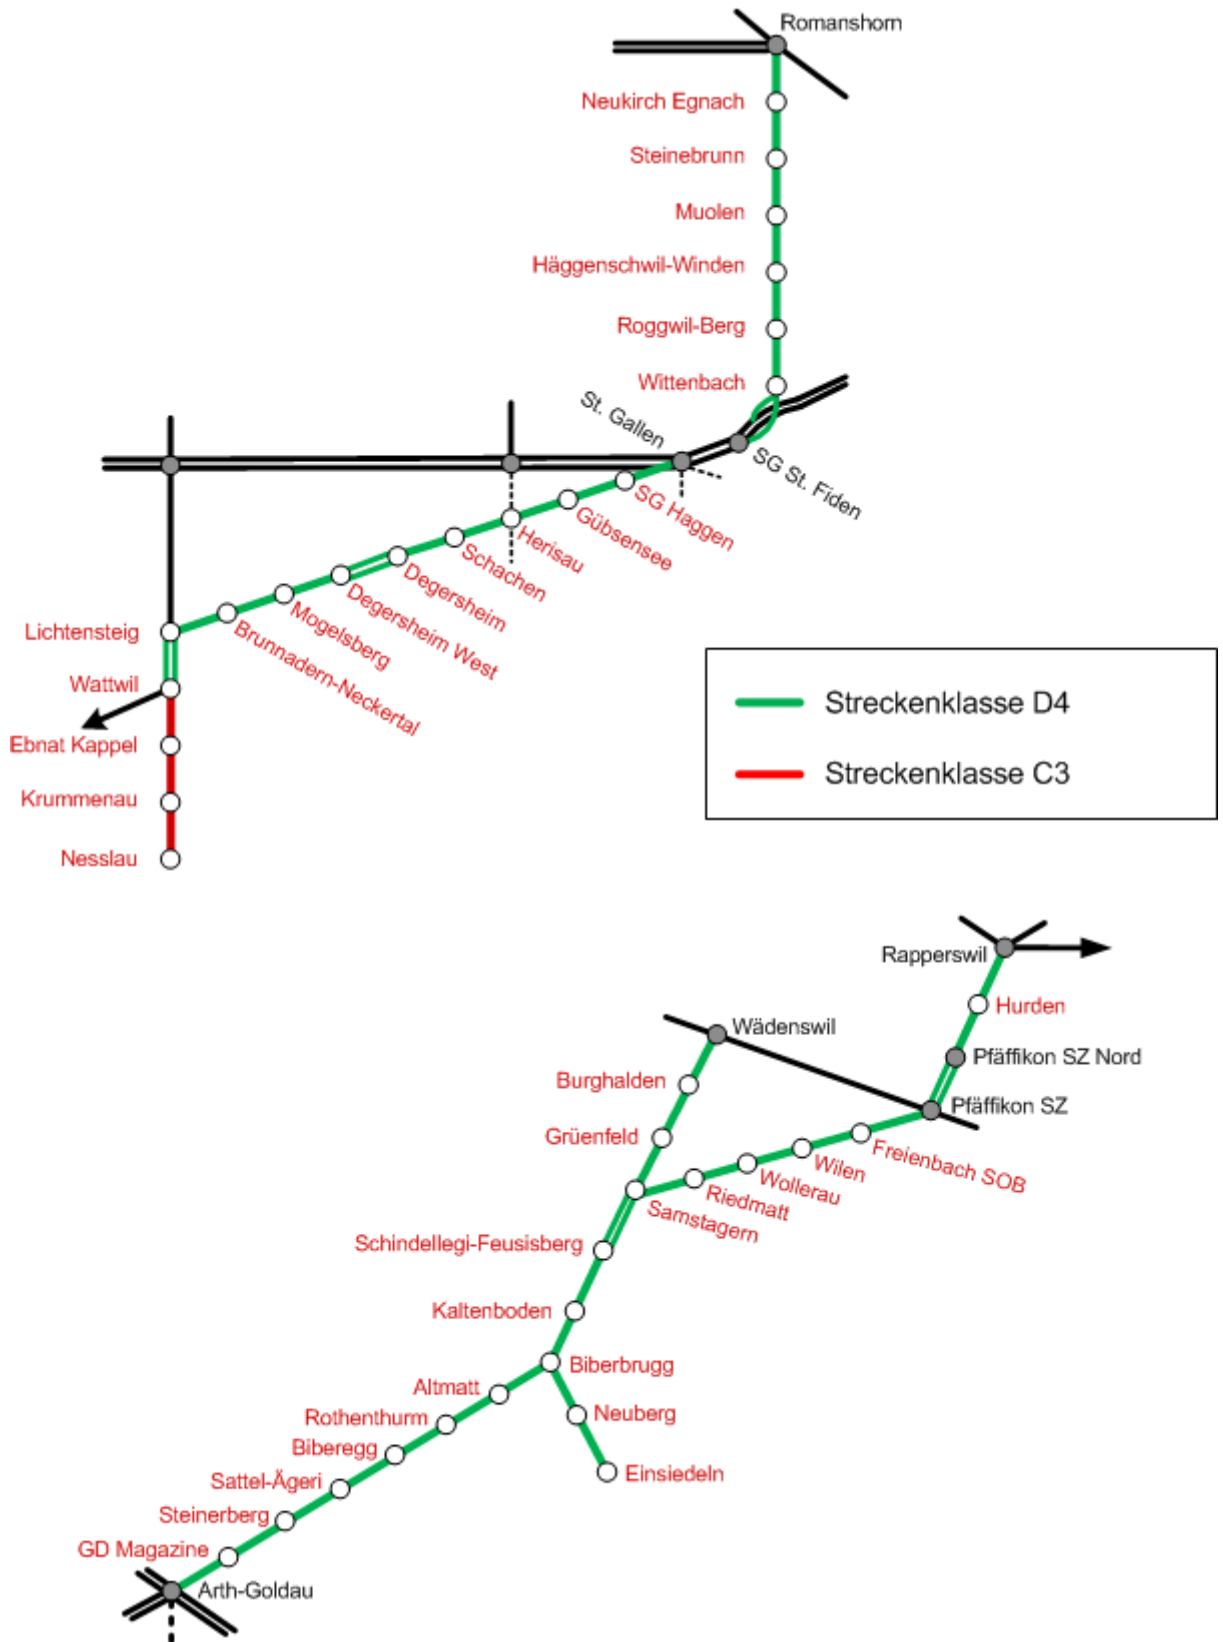 Romanshorn
Neukirch Egnach
Steinebrunn
Muolen
Häggenschwil-Winden
Roggwil-Berg
Wittenbach
St. Gallen
SG St. Fiden
SG Haggen
Gübsensee
Herisau
Schachen
Degersheim
Degersheim West
Mogelsberg
Brunnadern-Neckertal
Lichtensteig
Wattwil
Ebnat Kappel
Krummenau
Nesslau
Streckenklasse D4
Streckenklasse C3
Rapperswil
Hurden
Pfäffikon SZ Nord
Pfäffikon SZ
Wädenswil
Burghalden
Grüenfeld
Freienbach SOB
Wilen
Wollerau
Riedmatt
Samstagern
Schindellegi-Feusisberg
Kaltenboden
Biberbrugg
Altmatt
Neuberg
Rothenthurm
Biberegg
Einsiedeln
Sattel-Ägeri
Steinerberg
GD Magazine
Arth-Goldau